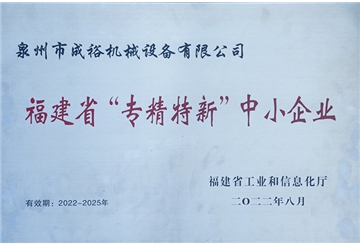 泉州市成裕机械设备有限公司
福建省“专精特新”中小企业
福建省工业和信息化厅
有效期：2022-2025年
二〇二二年八月